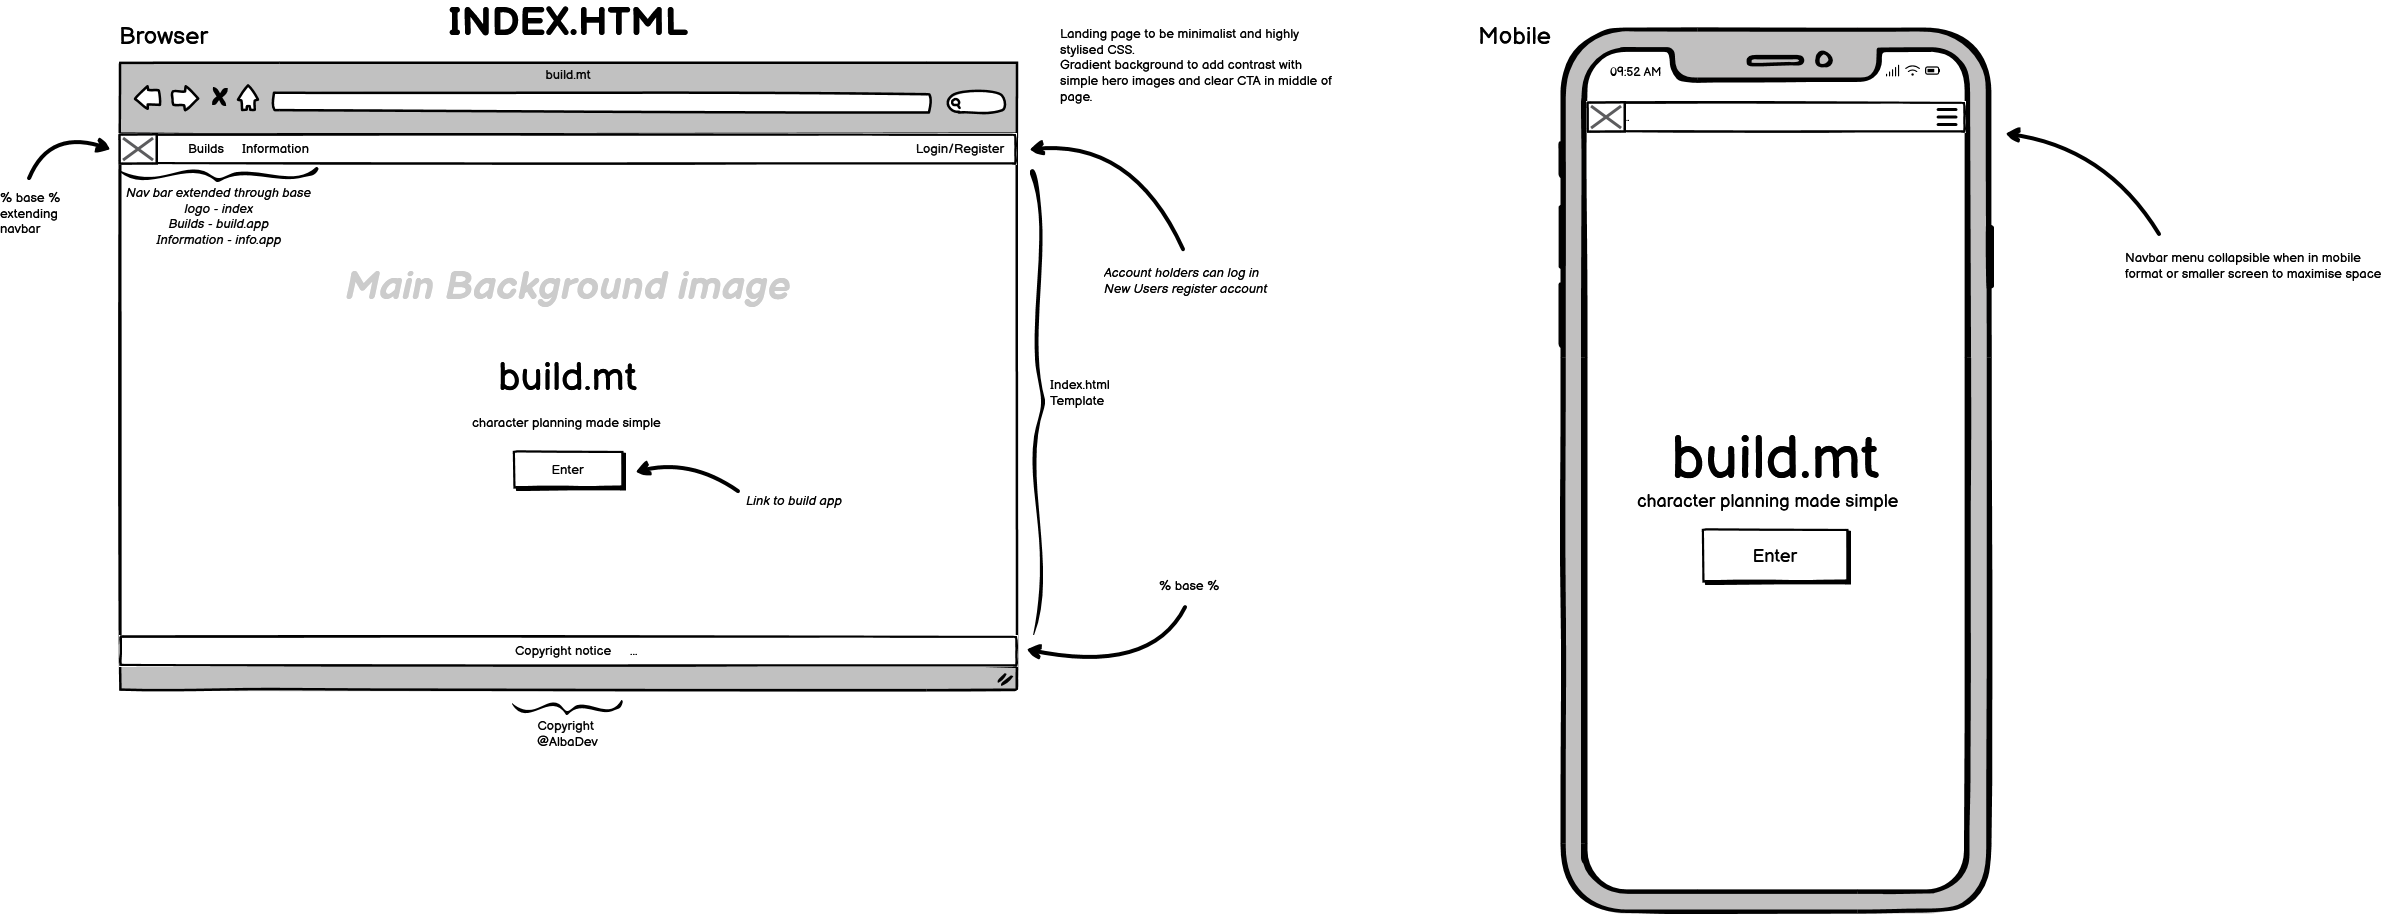 INDEX.HTML
Browser
build.mt
Builds
Information
Login/Register
% base %
extending
navbar
Nav bar extended through base
logo - index
Builds - build.app
Information - info.app
Main Background image
build.mt
character planning made simple
Enter
Link to build app
Copyright notice ...
Copyright
@AlbaDev
Landing page to be minimalist and highly
stylised CSS.
Gradient background to add contrast with
simple hero images and clear CTA in middle of
page.
Account holders can log in
New Users register account
Index.html
Template
% base %
Mobile
09:52 AM
build.mt
character planning made simple
Enter
Navbar menu collapsible when in mobile
format or smaller screen to maximise space